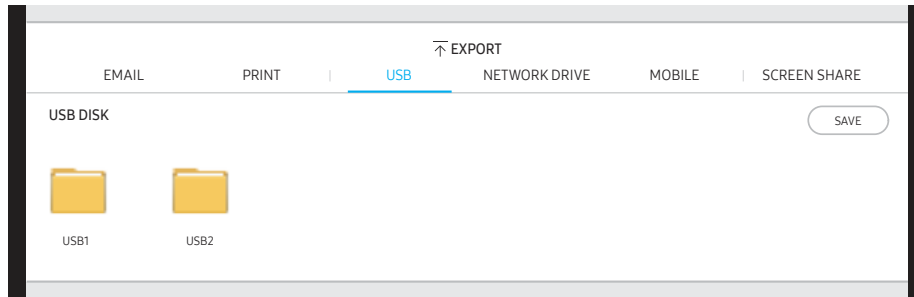 EXPORT
EMAIL PRINT USB NETWORK DRIVE MOBILE SCREEN SHARE
USB DISK SAVE
USB1 USB2